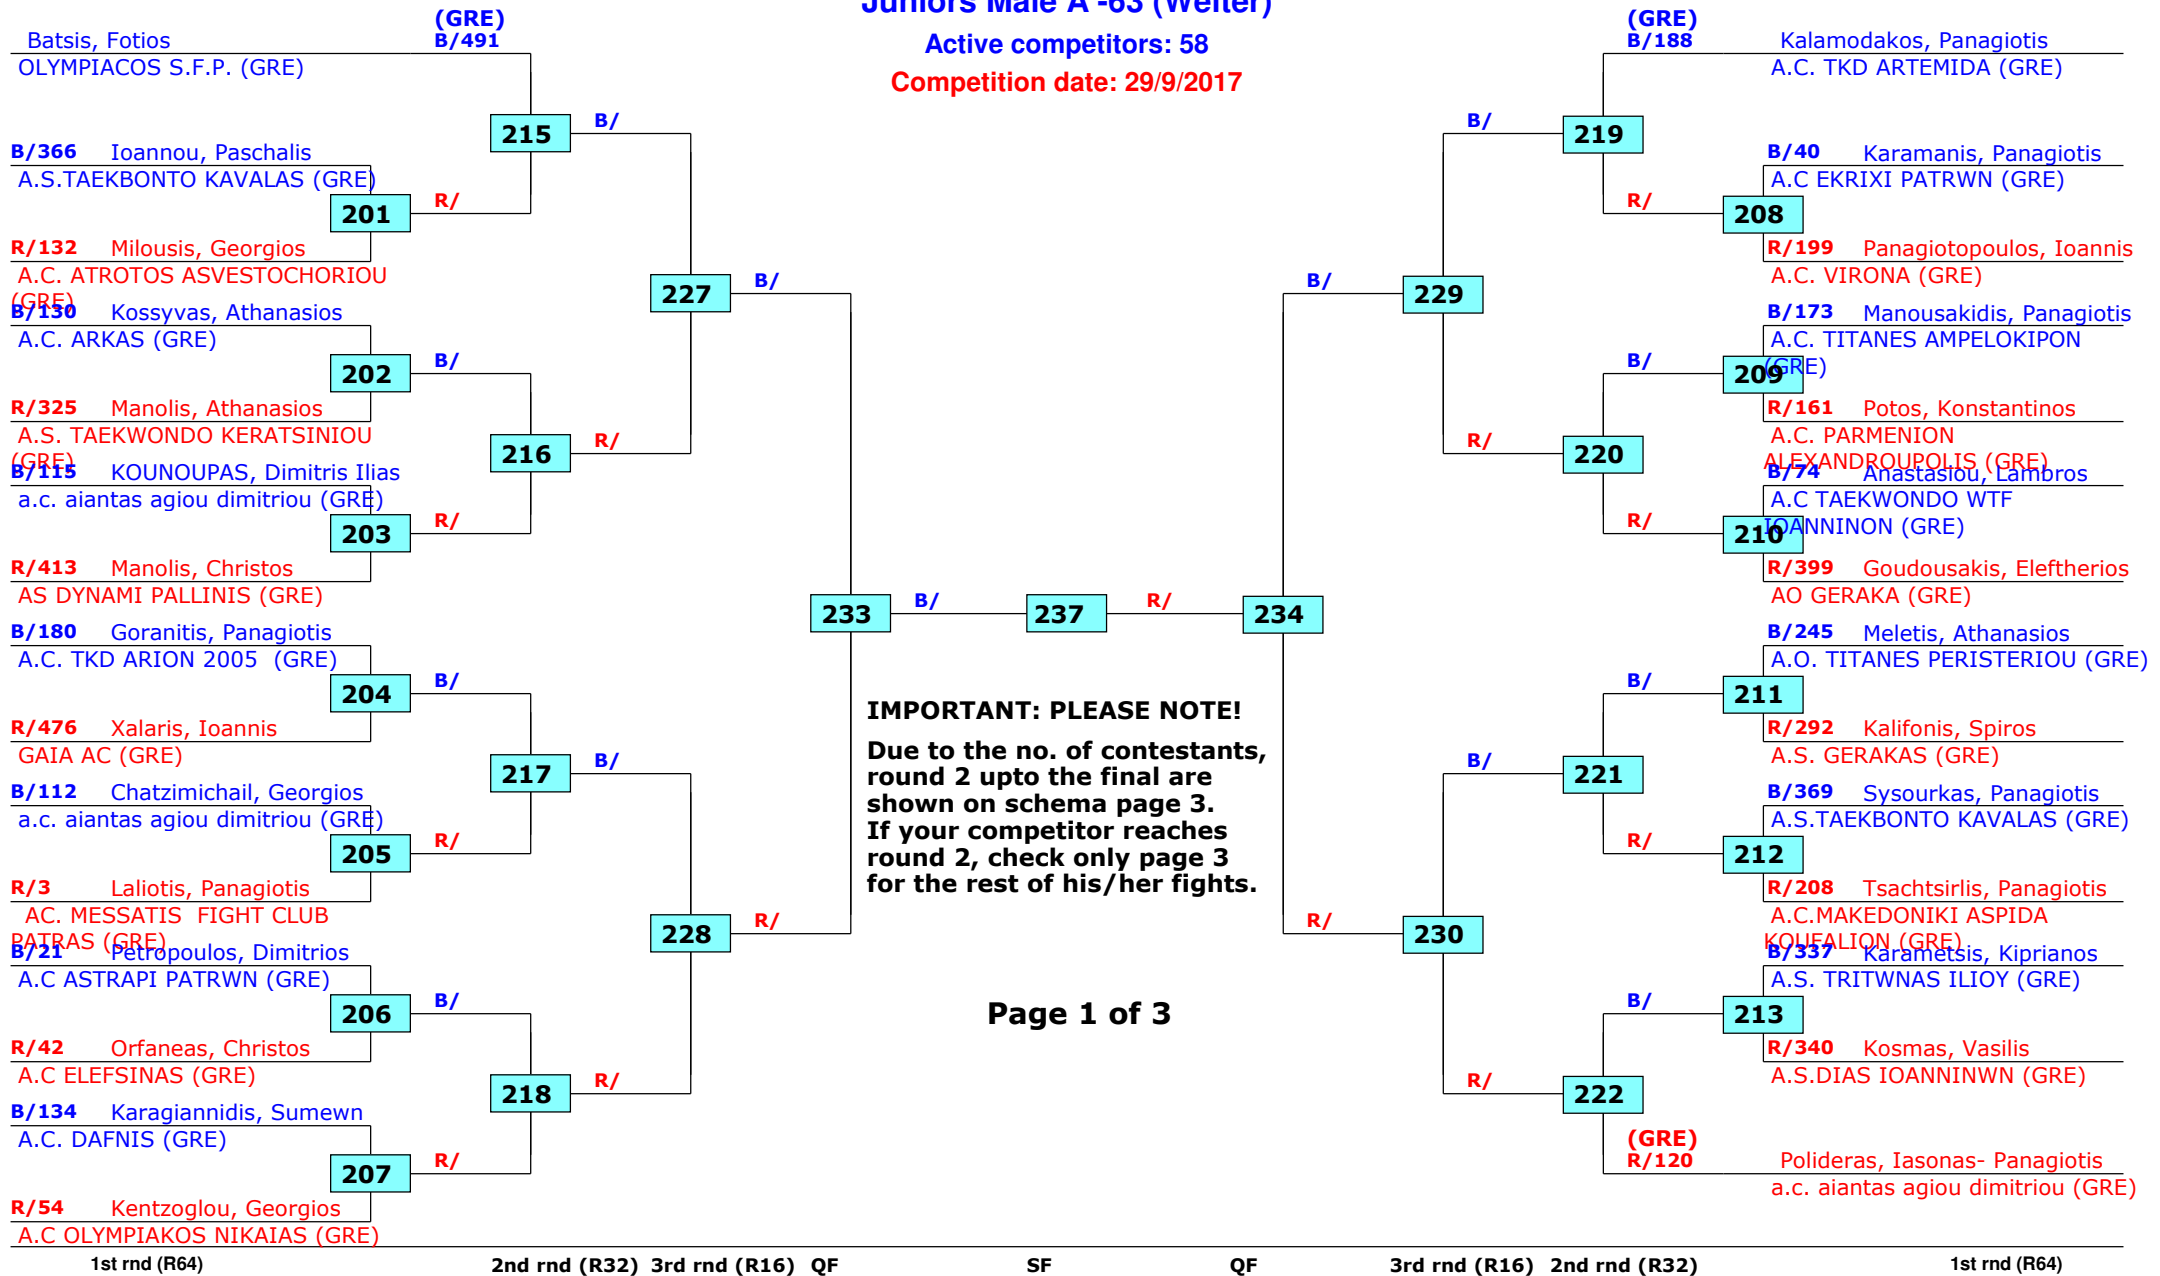 Juniors Male A -63 (Welter)
Active competitors: 58
Competition date: 29/9/2017
(GRE)
Batsis, Fotios B/491
OLYMPIACOS S.F.P. (GRE)
215
B/
B/366 Ioannou, Paschalis
A.S.TAEKBONTO KAVALAS (GRE)
201
R/
R/132 Milousis, Georgios
A.C. ATROTOS ASVESTOCHORIOU
(GRE)
227
B/
B/130 Kossyvas, Athanasios
A.C. ARKAS (GRE)
202
B/
R/325 Manolis, Athanasios
A.S. TAEKWONDO KERATSINIOU
(GRE)
216
R/
B/115 KOUNOUPAS, Dimitris Ilias
a.c. aiantas agiou dimitriou (GRE)
203
R/
R/413 Manolis, Christos
AS DYNAMI PALLINIS (GRE)
233
B/
237
R/
234
B/180 Goranitis, Panagiotis
A.C. TKD ARION 2005 (GRE)
204
B/
R/476 Xalaris, Ioannis
GAIA AC (GRE)
217
B/
B/112 Chatzimichail, Georgios
a.c. aiantas agiou dimitriou (GRE)
205
R/
R/3 Laliotis, Panagiotis
AC. MESSATIS FIGHT CLUB
PATRAS (GRE)
228
R/
B/21 Petropoulos, Dimitrios
A.C ASTRAPI PATRWN (GRE)
206
B/
R/42 Orfaneas, Christos
A.C ELEFSINAS (GRE)
218
R/
B/134 Karagiannidis, Sumewn
A.C. DAFNIS (GRE)
207
R/
R/54 Kentzoglou, Georgios
A.C OLYMPIAKOS NIKAIAS (GRE)
IMPORTANT: PLEASE NOTE!
Due to the no. of contestants,
round 2 upto the final are
shown on schema page 3.
If your competitor reaches
round 2, check only page 3
for the rest of his/her fights.
Page 1 of 3
(GRE)
B/188 Kalamodakos, Panagiotis
A.C. TKD ARTEMIDA (GRE)
B/
219
B/40 Karamanis, Panagiotis
A.C EKRIXI PATRWN (GRE)
R/
208
R/199 Panagiotopoulos, Ioannis
A.C. VIRONA (GRE)
B/
229
B/173 Manousakidis, Panagiotis
A.C. TITANES AMPELOKIPON
(GRE)
B/
209
R/161 Potos, Konstantinos
A.C. PARMENION
ALEXANDROUPOLIS (GRE)
R/
220
B/74 Anastasiou, Lambros
A.C TAEKWONDO WTF
IOANNINON (GRE)
R/
210
R/399 Goudousakis, Eleftherios
AO GERAKA (GRE)
B/245 Meletis, Athanasios
A.O. TITANES PERISTERIOU (GRE)
B/
211
R/292 Kalifonis, Spiros
A.S. GERAKAS (GRE)
B/
221
B/369 Sysourkas, Panagiotis
A.S.TAEKBONTO KAVALAS (GRE)
R/
212
R/208 Tsachtsirlis, Panagiotis
A.C.MAKEDONIKI ASPIDA
KOUFALION (GRE)
R/
230
B/337 Karametsis, Kiprianos
A.S. TRITWNAS ILIOY (GRE)
B/
213
R/340 Kosmas, Vasilis
A.S.DIAS IOANNINWN (GRE)
R/
222
(GRE)
R/120 Polideras, Iasonas- Panagiotis
a.c. aiantas agiou dimitriou (GRE)
1st rnd (R64) 2nd rnd (R32) 3rd rnd (R16) QF SF QF 3rd rnd (R16) 2nd rnd (R32) 1st rnd (R64)